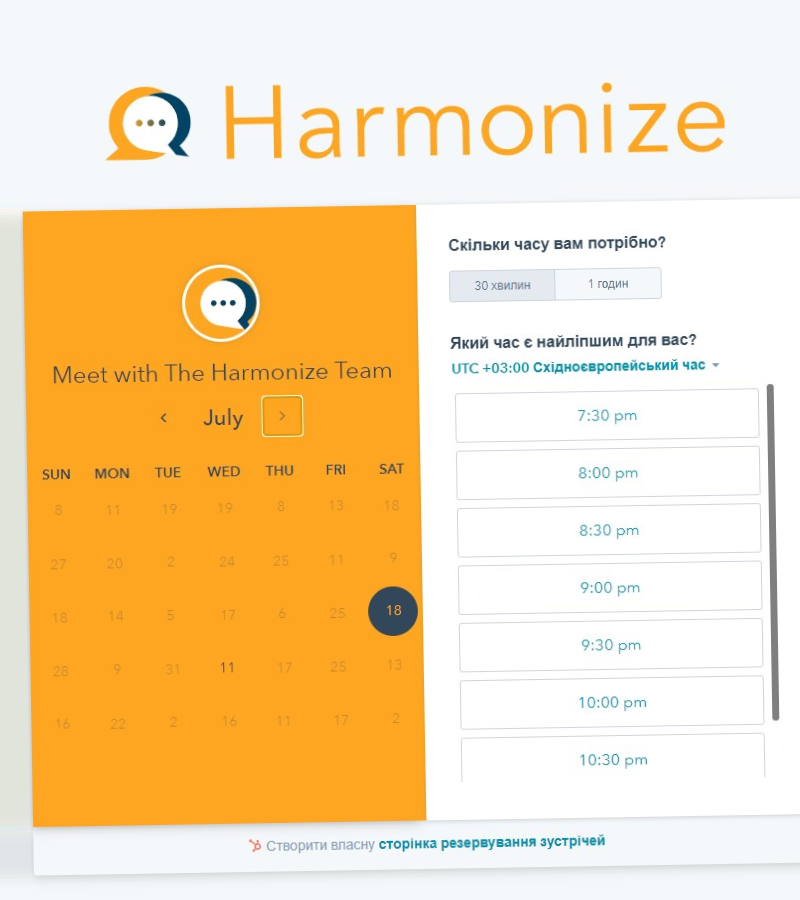 Harmonize
Meet with The Harmonize Team
July
SUN MON TUE WED THU FRI SAT
8 11 19 19 8 13 18
27 20 2 24 25 11 9
18 14 5 17 6 25 18
28 9 31 11 17 25 13
16 22 2 16 11 17 2
Скільки часу вам потрібно?
30 хвилин 1 годин
Який час є найліпшим для вас?
UTC +03:00 Східноєвропейський час
7:30 pm
8:00 pm
8:30 pm
9:00 pm
9:30 pm
10:00 pm
10:30 pm
Створити власну сторінка резервування зустрічей